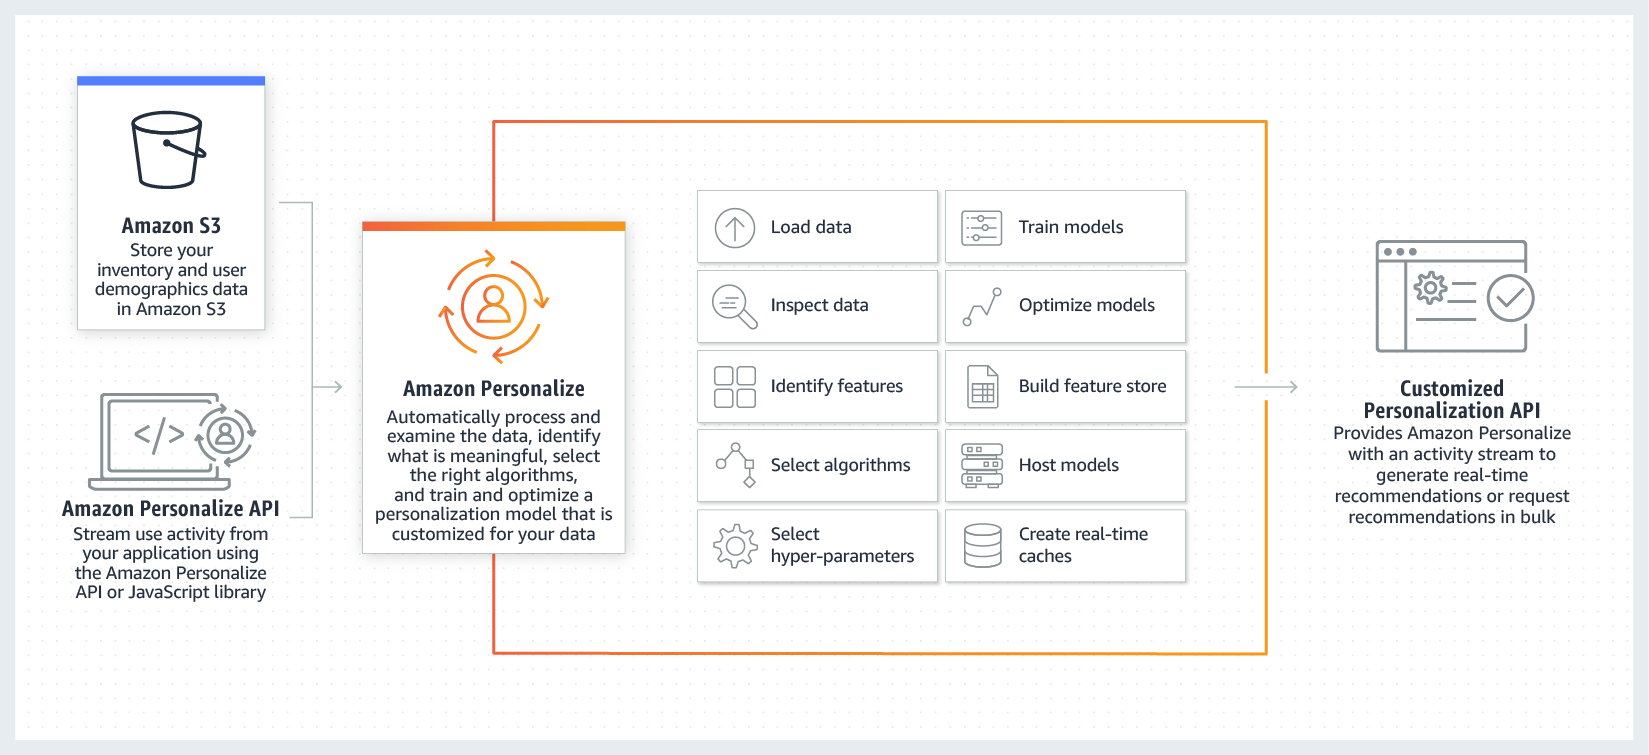 Amazon S3
Store your
inventory and user
demographics data
in Amazon S3
</>
Amazon Personalize API
Stream use activity from
your application using
the Amazon Personalize
API or JavaScript library
Amazon Personalize
Automatically process and
examine the data, identify
what is meaningful, select
the right algorithms,
and train and optimize a
personalization model that is
customized for your data
Load data
Train models
Inspect data
Optimize models
Identify features
Build feature store
Select algorithms
Host models
Select
hyper-parameters
Create real-time
caches
Customized
Personalization API
Provides Amazon Personalize
with an activity stream to
generate real-time
recommendations or request
recommendations in bulk